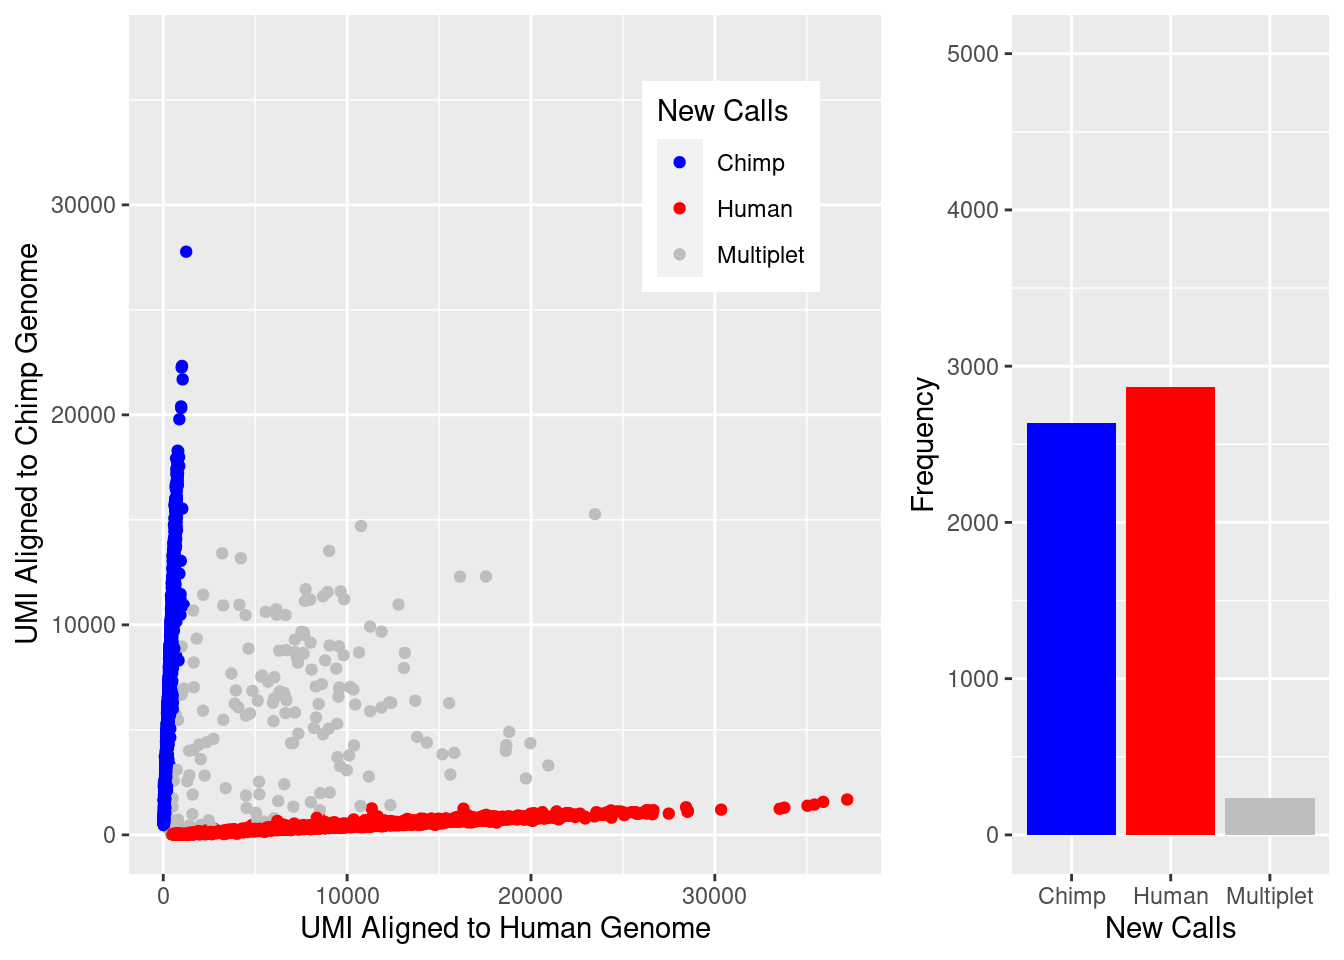 UMI Aligned to Chimp Genome
30000
20000
10000
0
0
10000
20000
30000
UMI Aligned to Human Genome
New Calls
Chimp
Human
Multiplet
Frequency
5000
4000
3000
2000
1000
0
Chimp
Human
Multiplet
New Calls